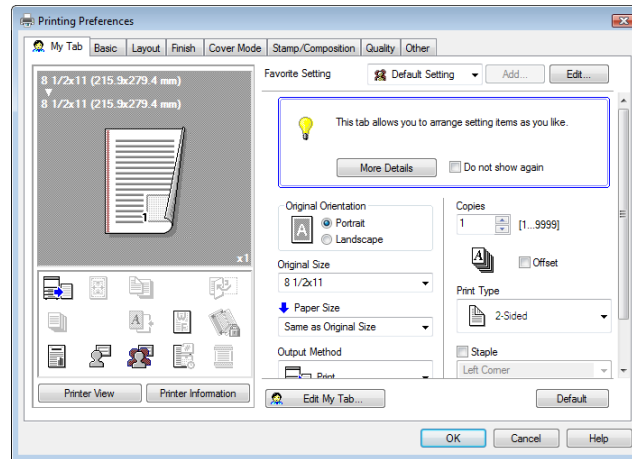 Printing Preferences
My Tab Basic Layout Finish Cover Mode Stamp/Composition Quality Other
8 1/2x11 (215.9x279.4 mm)
8 1/2x11 (215.9x279.4 mm)
1
x1
Printer View Printer Information
Favorite Setting Default Setting Add... Edit...
This tab allows you to arrange setting items as you like.
More Details Do not show again
Original Orientation
A Portrait
Landscape
Original Size
8 1/2x11
Paper Size
Same as Original Size
Output Method
Print
Copies
1 [1...9999]
Offset
Print Type
2-Sided
Staple
Left Corner
Edit My Tab... Default
OK Cancel Help